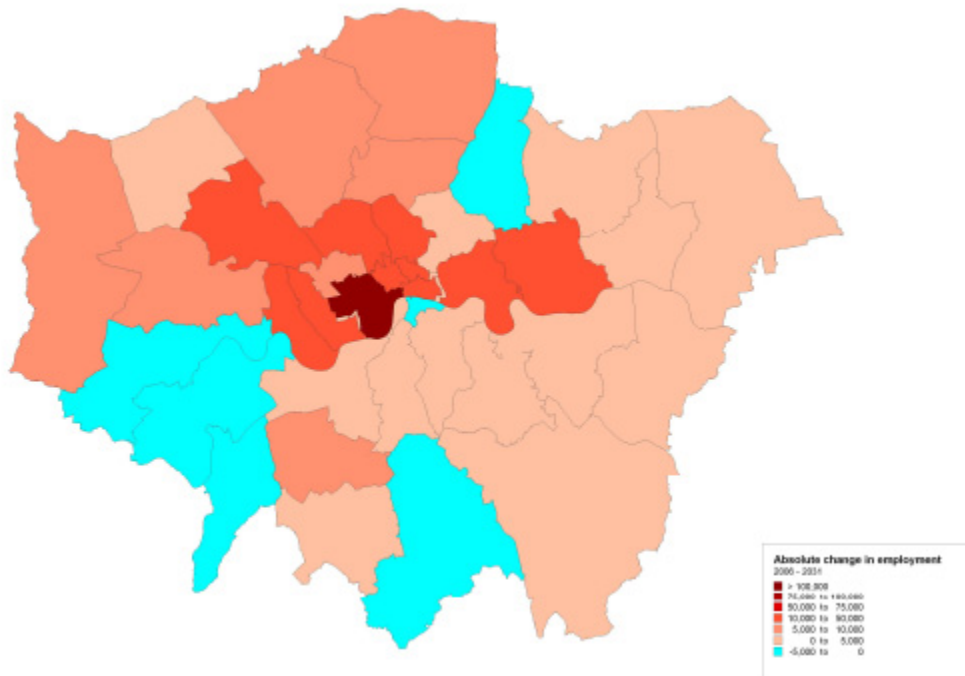 Absolute change in employment
2006 - 2031
> 100,000
75,000 to 100,000
50,000 to 75,000
10,000 to 50,000
5,000 to 10,000
0 to 5,000
-5,000 to 0